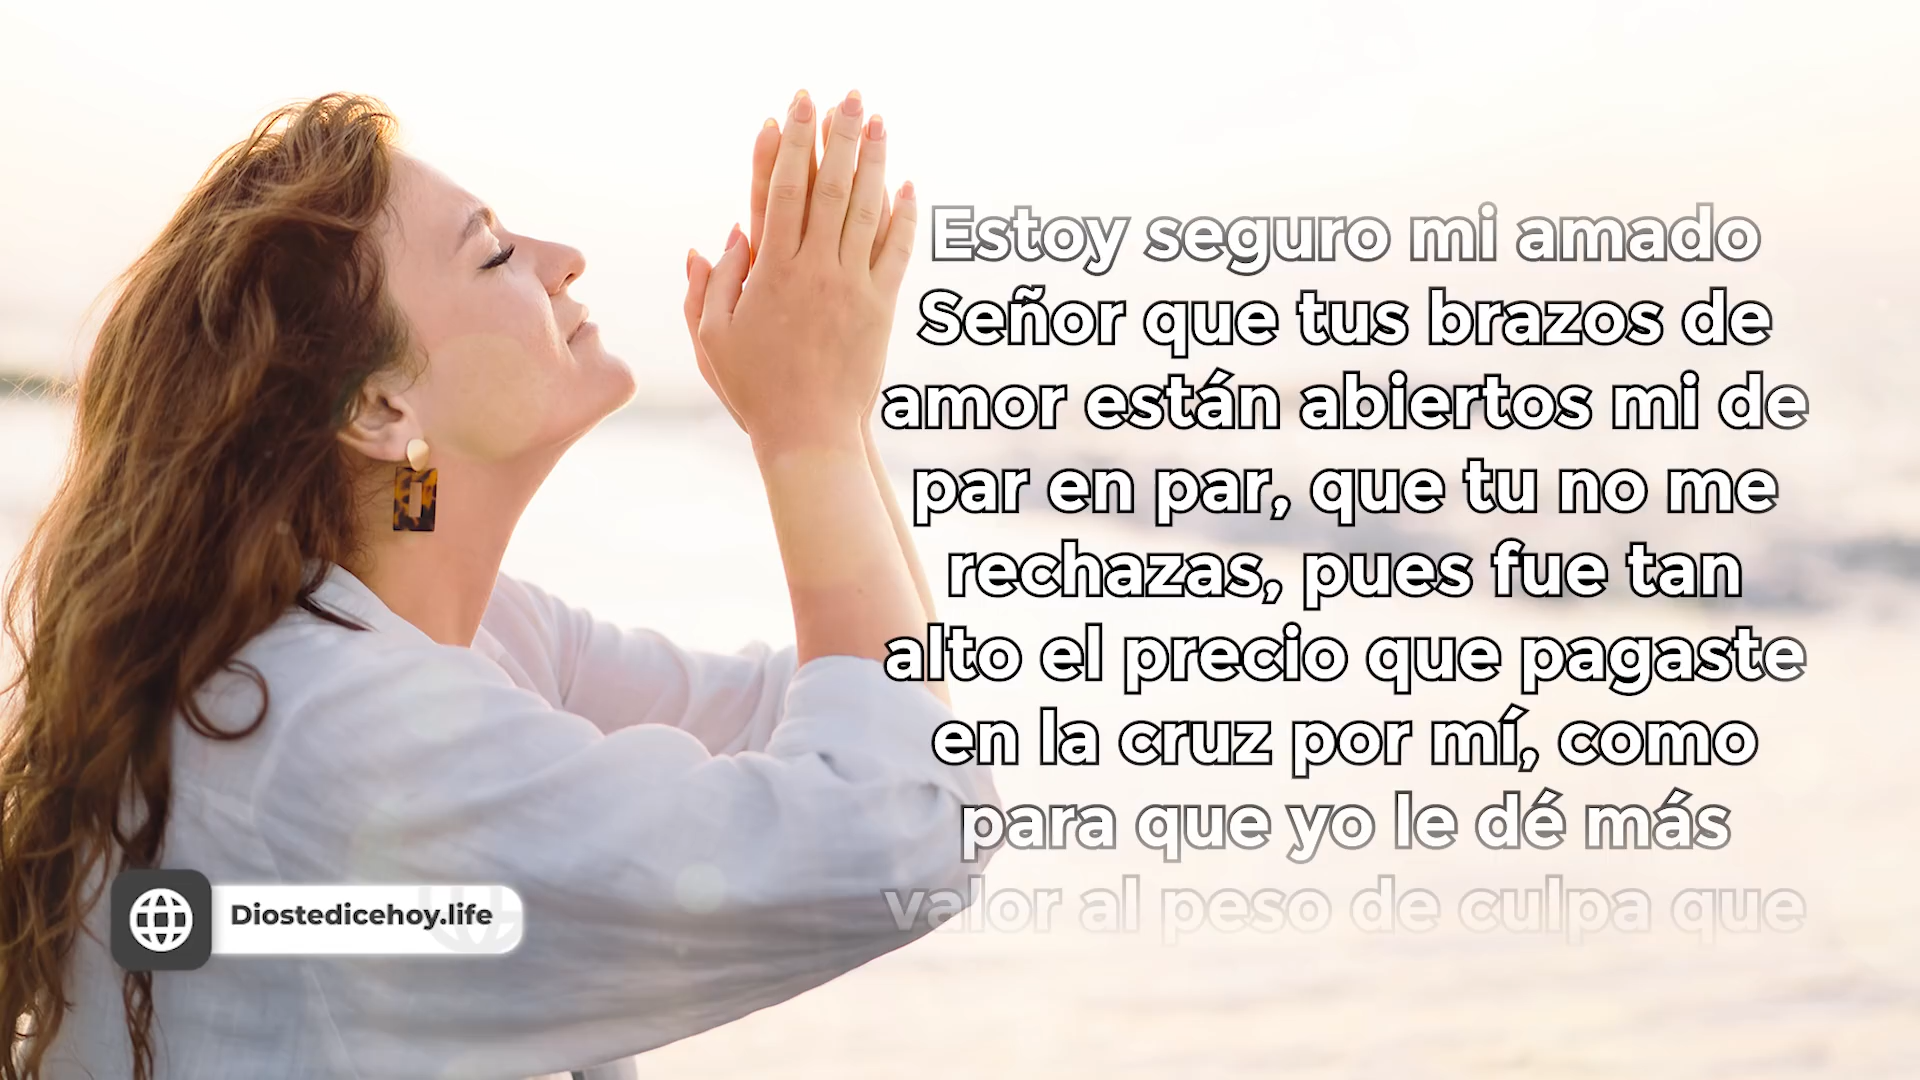 Estoy seguro mi amado
Señor que tus brazos de
amor están abiertos mi de
par en par, que tu no me
rechazas, pues fue tan
alto el precio que pagaste
en la cruz por mí, como
para que yo le dé más
valor al peso de culpa que
Diostedicehoy.life